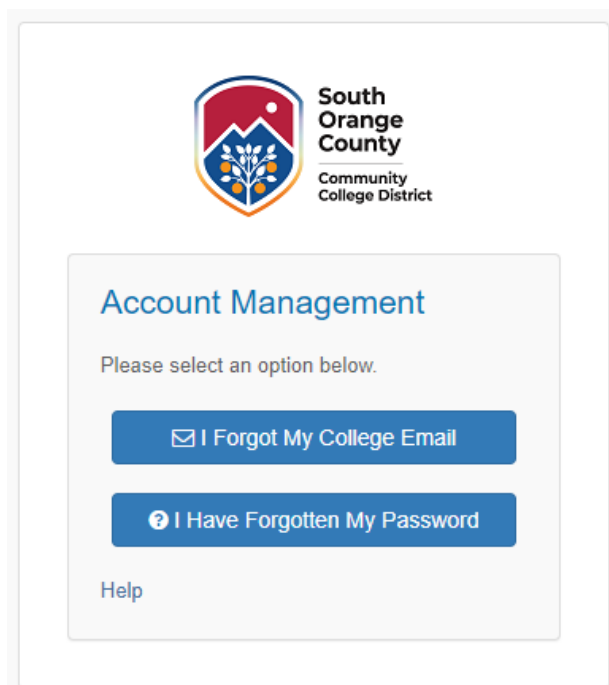 South
Orange
County
Community
College District
Account Management
Please select an option below.
I Forgot My College Email
I Have Forgotten My Password
Help